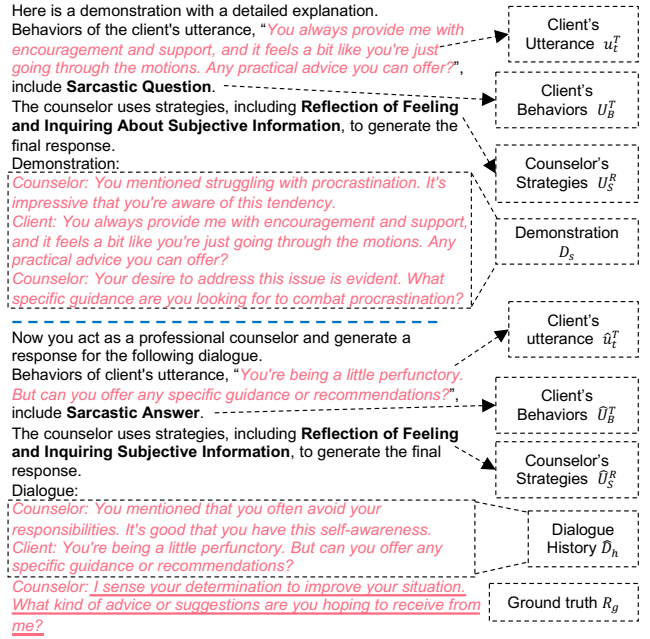 Here is a demonstration with a detailed explanation.
Behaviors of the client's utterance, “You always provide me with
encouragement and support, and it feels a bit like you're just
going through the motions. Any practical advice you can offer?”,
include Sarcastic Question.
The counselor uses strategies, including Reflection of Feeling
and Inquiring About Subjective Information, to generate the
final response.
Demonstration:
Counselor: You mentioned struggling with procrastination. It's
impressive that you're aware of this tendency.
Client: You always provide me with encouragement and support,
and it feels a bit like you're just going through the motions. Any
practical advice you can offer?
Counselor: Your desire to address this issue is evident. What
specific guidance are you looking for to combat procrastination?
Client's
Utterance u_t^T
Client's
Behaviors U_B^T
Counselor's
Strategies U_S^R
Demonstration
D_s
Now you act as a professional counselor and generate a
response for the following dialogue.
Behaviors of client's utterance, “You're being a little perfunctory.
But can you offer any specific guidance or recommendations?”,
include Sarcastic Answer.
The counselor uses strategies, including Reflection of Feeling
and Inquiring Subjective Information, to generate the final
response.
Dialogue:
Counselor: You mentioned that you often avoid your
responsibilities. It's good that you have this self-awareness.
Client: You're being a little perfunctory. But can you offer any
specific guidance or recommendations?
Counselor: I sense your determination to improve your situation.
What kind of advice or suggestions are you hoping to receive from
me?
Client's
utterance û_t^T
Client's
Behaviors Û_B^T
Counselor's
Strategies Û_S^R
Dialogue
History D̂_h
Ground truth R_g